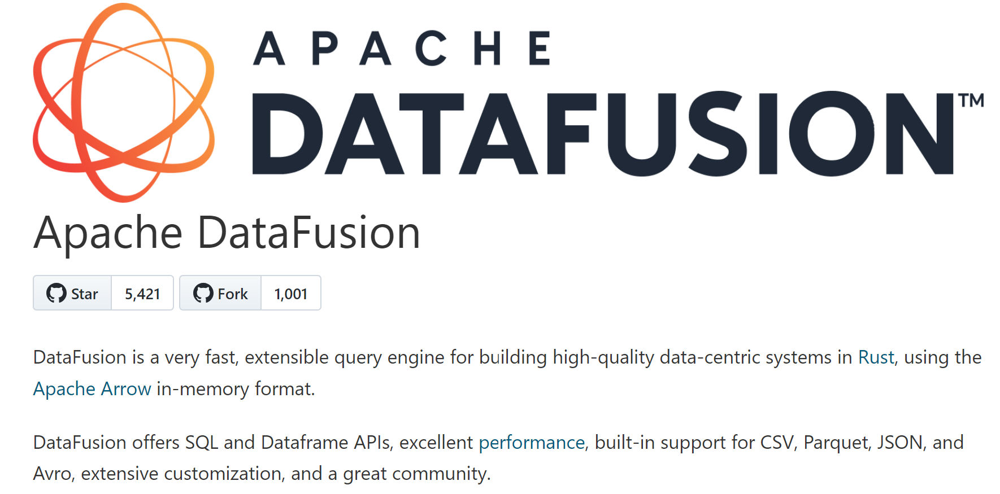 APACHE
DATAFUSION™
Apache DataFusion
Star 5,421 Fork 1,001
DataFusion is a very fast, extensible query engine for building high-quality data-centric systems in Rust, using the
Apache Arrow in-memory format.
DataFusion offers SQL and Dataframe APIs, excellent performance, built-in support for CSV, Parquet, JSON, and
Avro, extensive customization, and a great community.